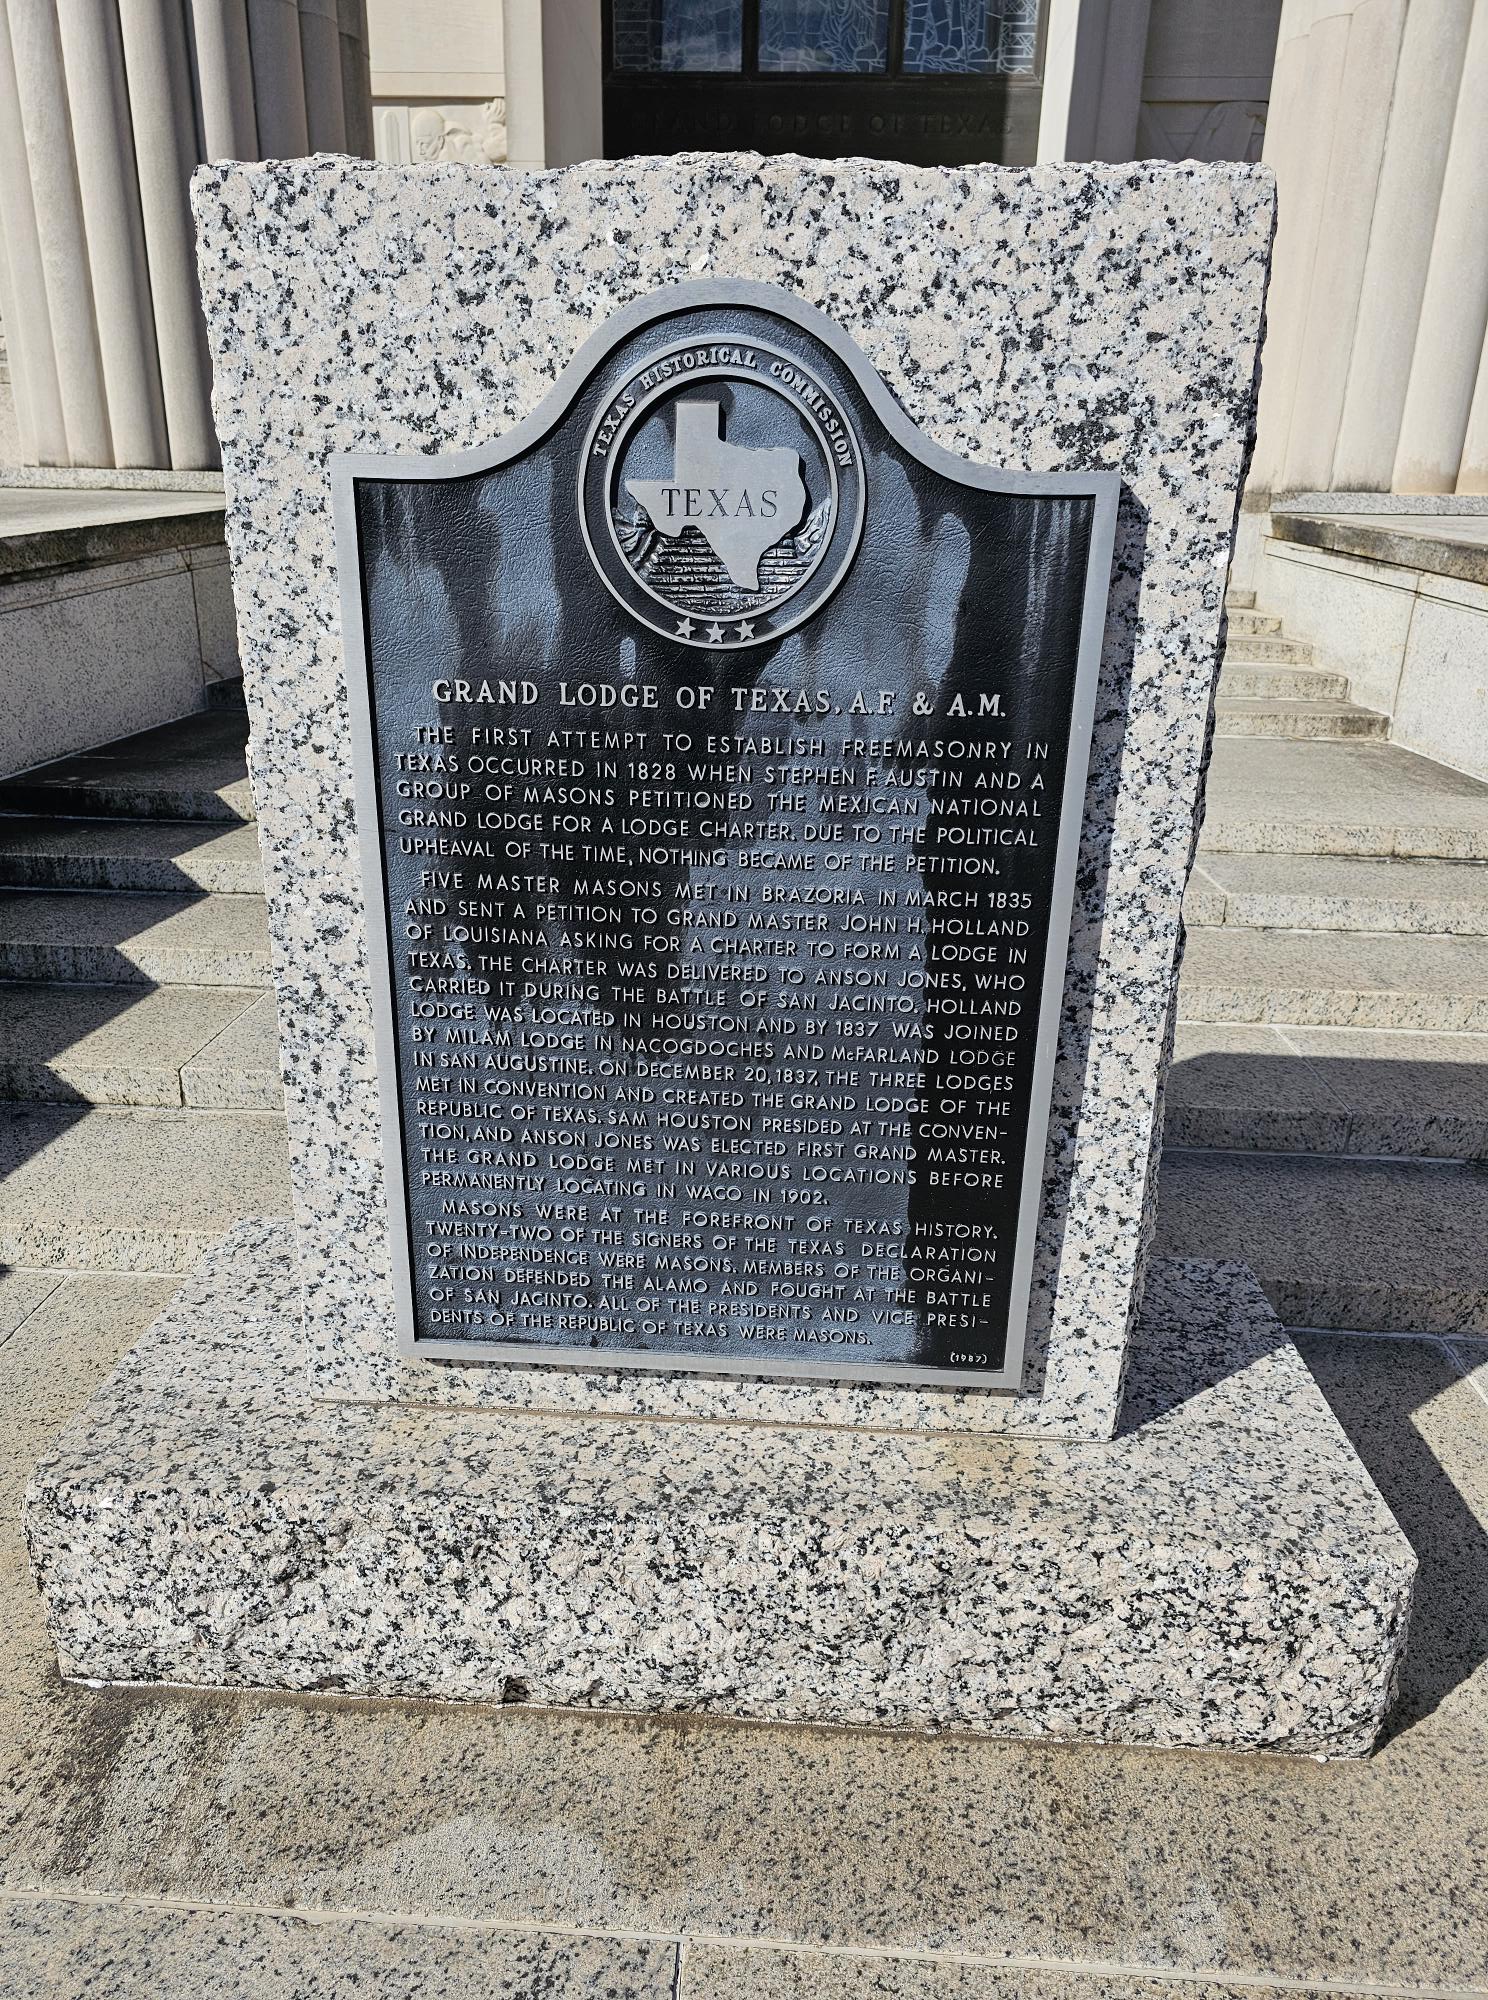 GRAND LODGE OF TEXAS
TEXAS HISTORICAL COMMISSION
TEXAS
GRAND LODGE OF TEXAS, A.F. & A.M.
THE FIRST ATTEMPT TO ESTABLISH FREEMASONRY IN
TEXAS OCCURRED IN 1828 WHEN STEPHEN F. AUSTIN AND A
GROUP OF MASONS PETITIONED THE MEXICAN NATIONAL
GRAND LODGE FOR A LODGE CHARTER. DUE TO THE POLITICAL
UPHEAVAL OF THE TIME, NOTHING BECAME OF THE PETITION.
FIVE MASTER MASONS MET IN BRAZORIA IN MARCH 1835
AND SENT A PETITION TO GRAND MASTER JOHN H. HOLLAND
OF LOUISIANA ASKING FOR A CHARTER TO FORM A LODGE IN
TEXAS. THE CHARTER WAS DELIVERED TO ANSON JONES, WHO
CARRIED IT DURING THE BATTLE OF SAN JACINTO. HOLLAND
LODGE WAS LOCATED IN HOUSTON AND BY 1837 WAS JOINED
BY MILAM LODGE IN NACOGDOCHES AND McFARLAND LODGE
IN SAN AUGUSTINE. ON DECEMBER 20, 1837, THE THREE LODGES
MET IN CONVENTION AND CREATED THE GRAND LODGE OF THE
REPUBLIC OF TEXAS. SAM HOUSTON PRESIDED AT THE CONVEN-
TION, AND ANSON JONES WAS ELECTED FIRST GRAND MASTER.
THE GRAND LODGE MET IN VARIOUS LOCATIONS BEFORE
PERMANENTLY LOCATING IN WACO IN 1902.
MASONS WERE AT THE FOREFRONT OF TEXAS HISTORY.
TWENTY-TWO OF THE SIGNERS OF THE TEXAS DECLARATION
OF INDEPENDENCE WERE MASONS. MEMBERS OF THE ORGANI-
ZATION DEFENDED THE ALAMO AND FOUGHT AT THE BATTLE
OF SAN JACINTO. ALL OF THE PRESIDENTS AND VICE PRESI-
DENTS OF THE REPUBLIC OF TEXAS WERE MASONS.
(1987)